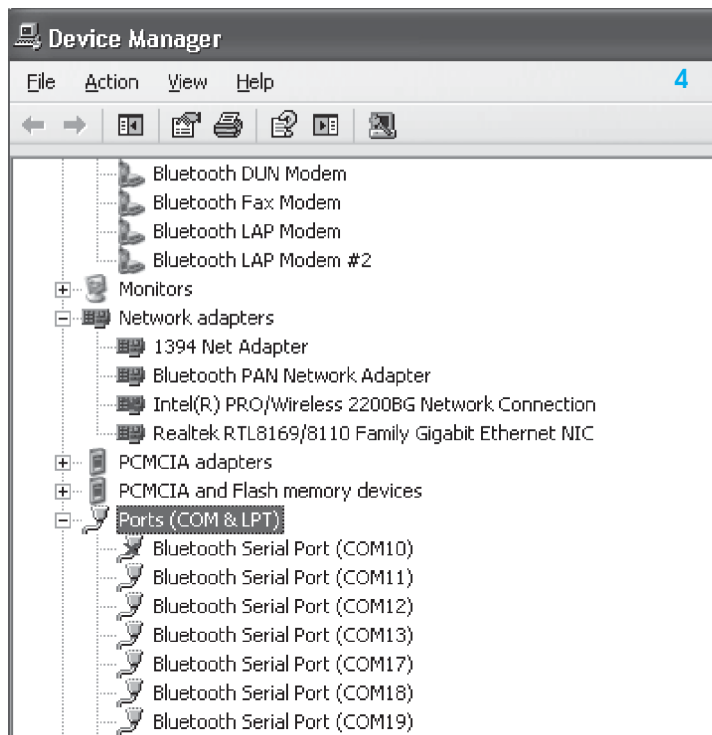 Device Manager
File Action View Help
4
Bluetooth DUN Modem
Bluetooth Fax Modem
Bluetooth LAP Modem
Bluetooth LAP Modem #2
Monitors
Network adapters
1394 Net Adapter
Bluetooth PAN Network Adapter
Intel(R) PRO/Wireless 2200BG Network Connection
Realtek RTL8169/8110 Family Gigabit Ethernet NIC
PCMCIA adapters
PCMCIA and Flash memory devices
Ports (COM & LPT)
Bluetooth Serial Port (COM10)
Bluetooth Serial Port (COM11)
Bluetooth Serial Port (COM12)
Bluetooth Serial Port (COM13)
Bluetooth Serial Port (COM17)
Bluetooth Serial Port (COM18)
Bluetooth Serial Port (COM19)